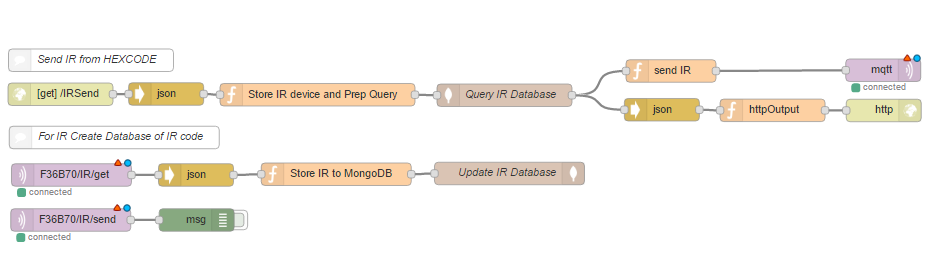 Send IR from HEXCODE
[get] /IRSend
json
Store IR device and Prep Query
Query IR Database
send IR
mqtt
connected
json
httpOutput
http
For IR Create Database of IR code
F36B70/IR/get
connected
json
Store IR to MongoDB
Update IR Database
F36B70/IR/send
connected
msg